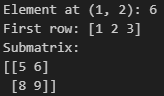 Element at (1, 2): 6
First row: [1 2 3]
Submatrix:
[[5 6]
 [8 9]]